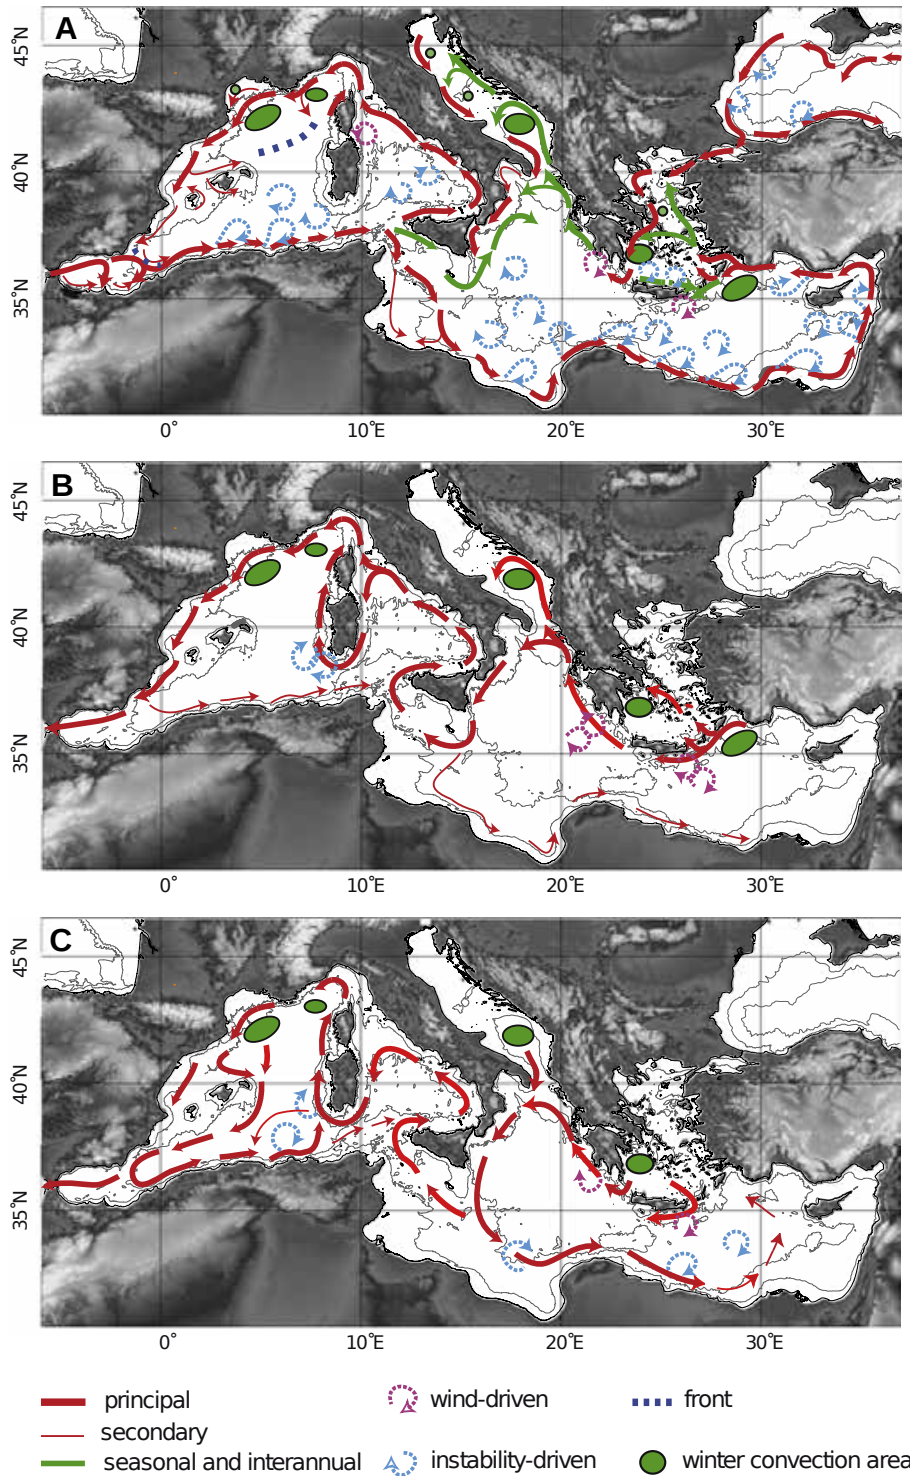 A
45°N
40°N
35°N
0°
10°E
20°E
30°E
B
45°N
40°N
35°N
0°
10°E
20°E
30°E
C
45°N
40°N
35°N
0°
10°E
20°E
30°E
principal
wind-driven
front
secondary
seasonal and interannual
instability-driven
winter convection area